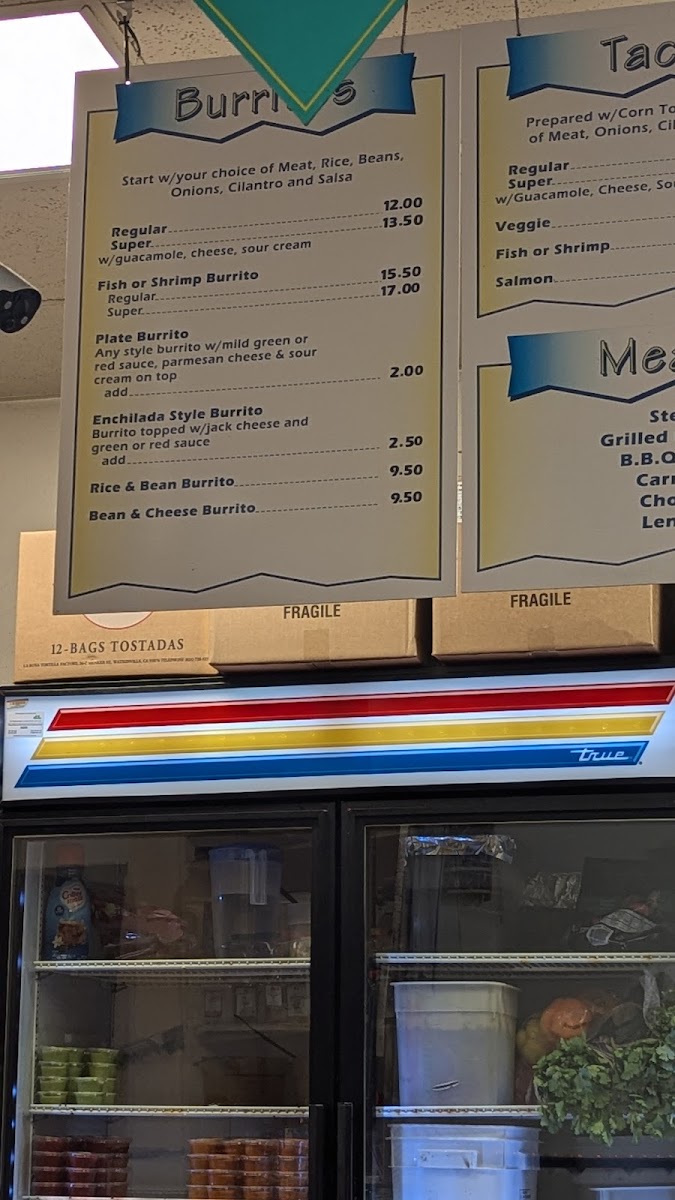 Burri s
Start w/your choice of Meat, Rice, Beans,
Onions, Cilantro and Salsa
Regular 12.00
Super 13.50
w/guacamole, cheese, sour cream
Fish or Shrimp Burrito
Regular 15.50
Super 17.00
Plate Burrito
Any style burrito w/mild green or
red sauce, parmesan cheese & sour
cream on top
add 2.00
Enchilada Style Burrito
Burrito topped w/jack cheese and
green or red sauce
add 2.50
Rice & Bean Burrito 9.50
Bean & Cheese Burrito 9.50
Tac
Prepared w/Corn To
of Meat, Onions, Cil
Regular
Super
w/Guacamole, Cheese, Sou
Veggie
Fish or Shrimp
Salmon
Mea
Ste
Grilled
B.B.Q
Carn
Cho
Len
12-BAGS TOSTADAS
FRAGILE
FRAGILE
true